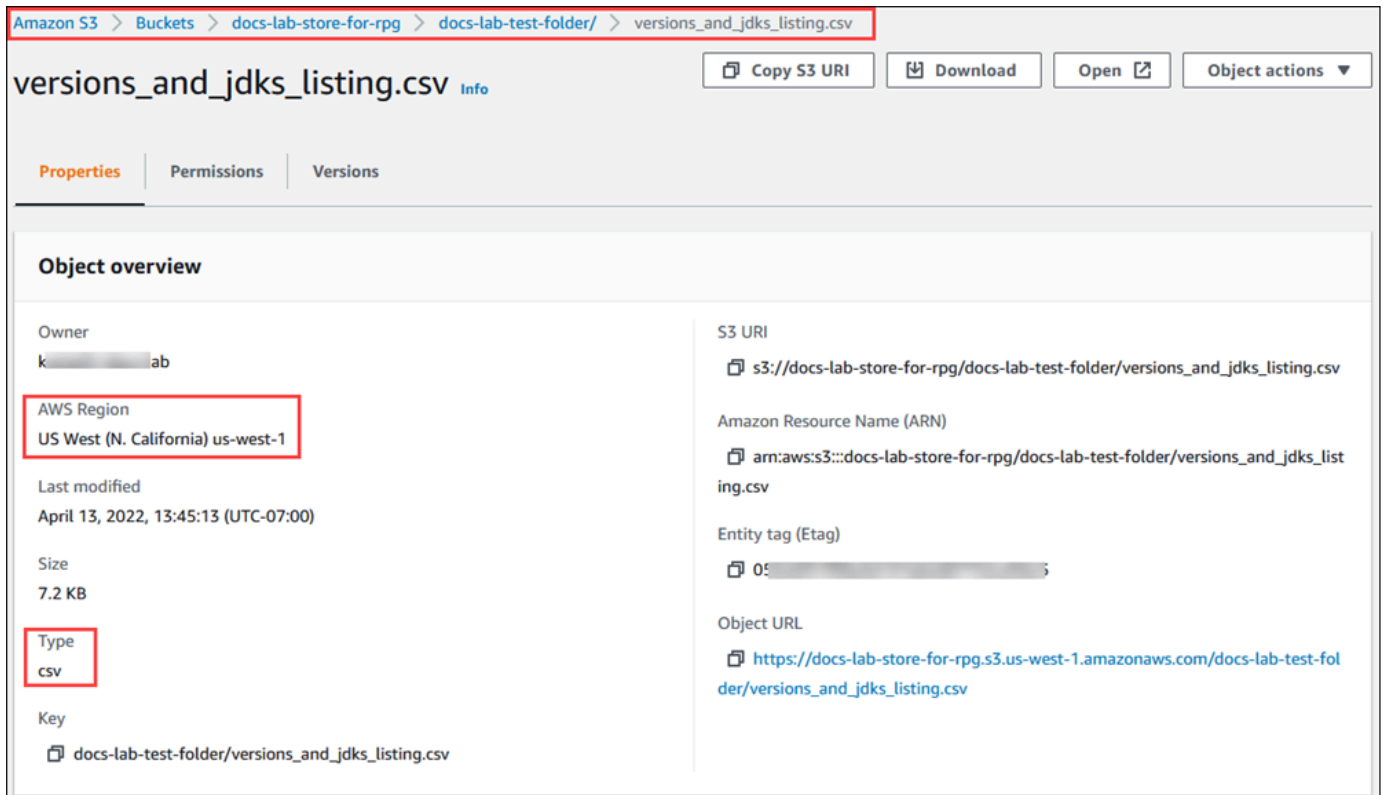 Amazon S3 > Buckets > docs-lab-store-for-rpg > docs-lab-test-folder/ > versions_and_jdks_listing.csv
versions_and_jdks_listing.csv Info
Copy S3 URI Download Open Object actions ▼
Properties Permissions Versions
Object overview
Owner
k ab
AWS Region
US West (N. California) us-west-1
Last modified
April 13, 2022, 13:45:13 (UTC-07:00)
Size
7.2 KB
Type
csv
Key
docs-lab-test-folder/versions_and_jdks_listing.csv
S3 URI
s3://docs-lab-store-for-rpg/docs-lab-test-folder/versions_and_jdks_listing.csv
Amazon Resource Name (ARN)
arn:aws:s3:::docs-lab-store-for-rpg/docs-lab-test-folder/versions_and_jdks_list
ing.csv
Entity tag (Etag)
Object URL
https://docs-lab-store-for-rpg.s3.us-west-1.amazonaws.com/docs-lab-test-fol
der/versions_and_jdks_listing.csv